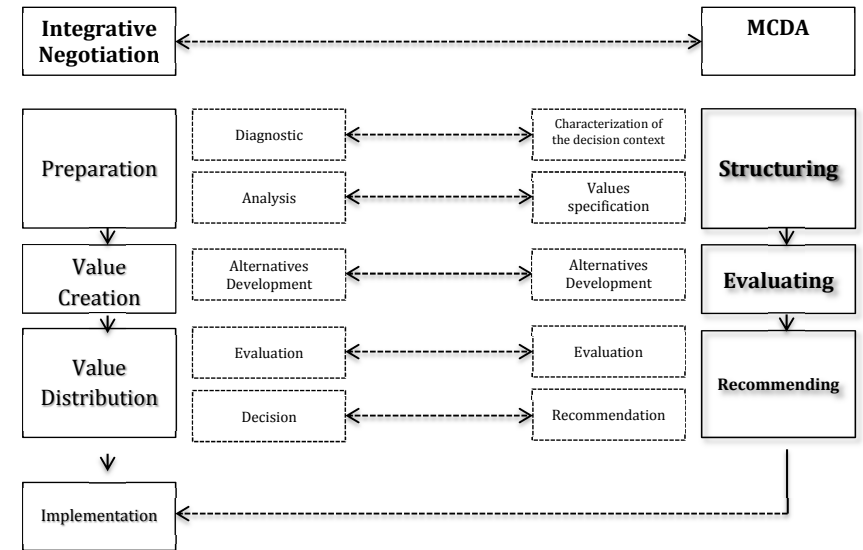 Integrative
Negotiation
MCDA
Preparation
Diagnostic
Characterization of
the decision context
Structuring
Analysis
Values
specification
Value
Creation
Alternatives
Development
Alternatives
Development
Evaluating
Value
Distribution
Evaluation
Evaluation
Recommending
Decision
Recommendation
Implementation